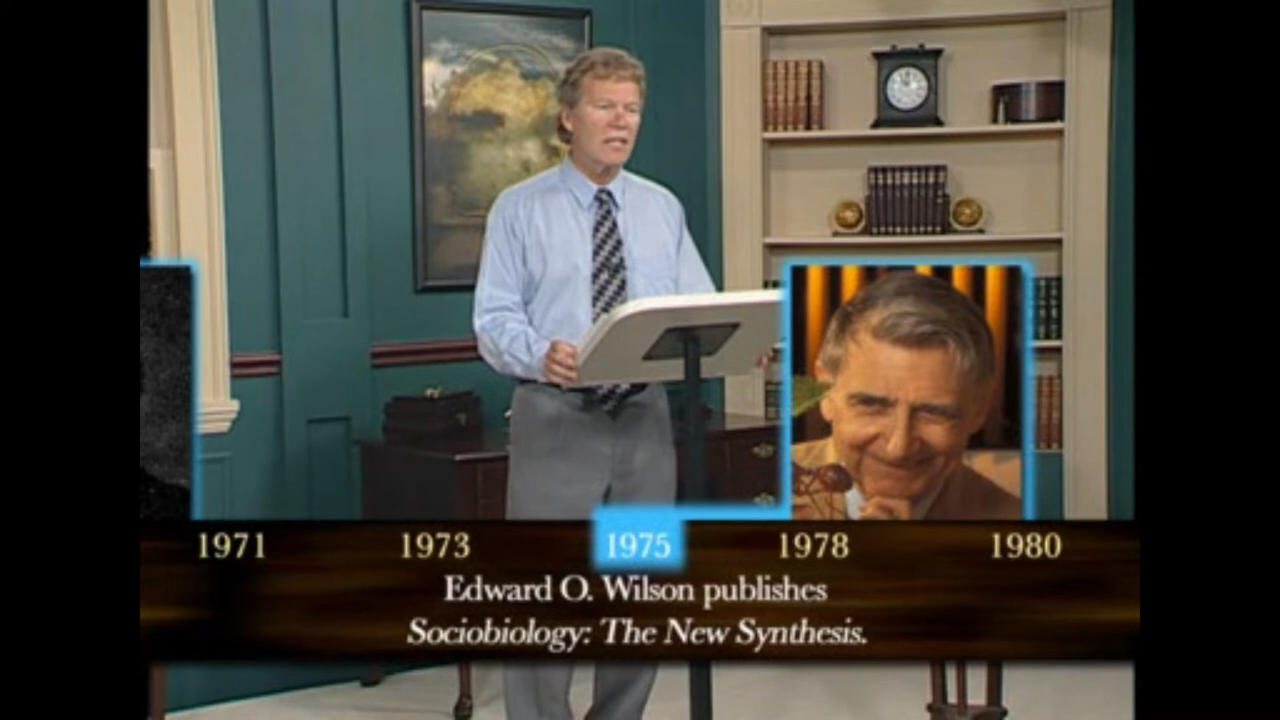 1971 1973 1975 1978 1980
Edward O. Wilson publishes
Sociobiology: The New Synthesis.